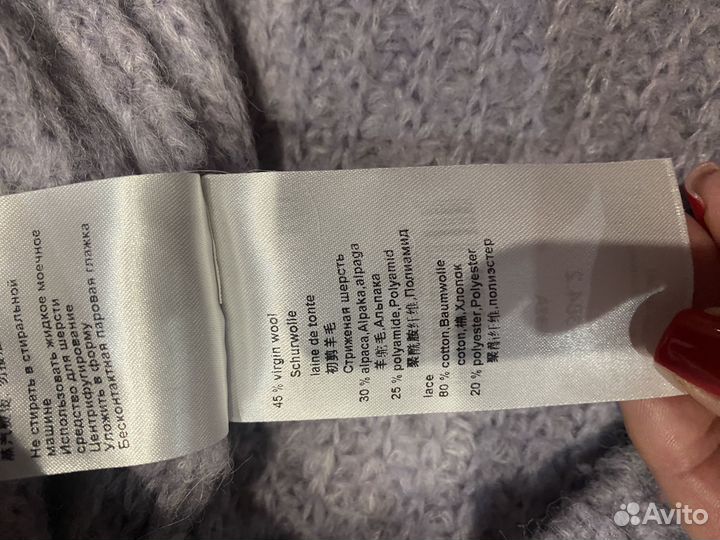 Не стирать в стиральной
машине
Использовать жидкое моечное
средство для шерсти
Центрифугирование
Уложить в форму
Бесконтактная паровая глажка
45 % virgin wool
Schurwolle
laine de tonte
初剪羊毛
Стриженая шерсть
30 % alpaca,Alpaka,alpaga
羊鸵毛,Альпака
25 % polyamide,Polyamid
聚酰胺纤维,Полиамид
lace
80 % cotton,Baumwolle
coton,棉,Хлопок
20 % polyester,Polyester
聚酯纤维,полиэстер
Avito